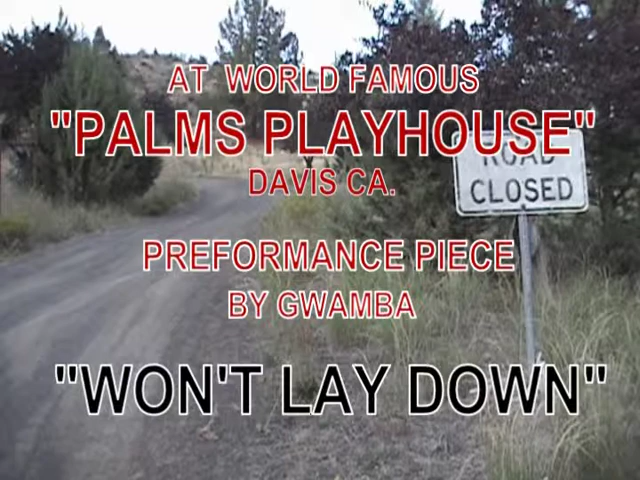 AT WORLD FAMOUS
"PALMS PLAYHOUSE"
ROAD
CLOSED
DAVIS CA.
PREFORMANCE PIECE
BY GWAMBA
"WON'T LAY DOWN"